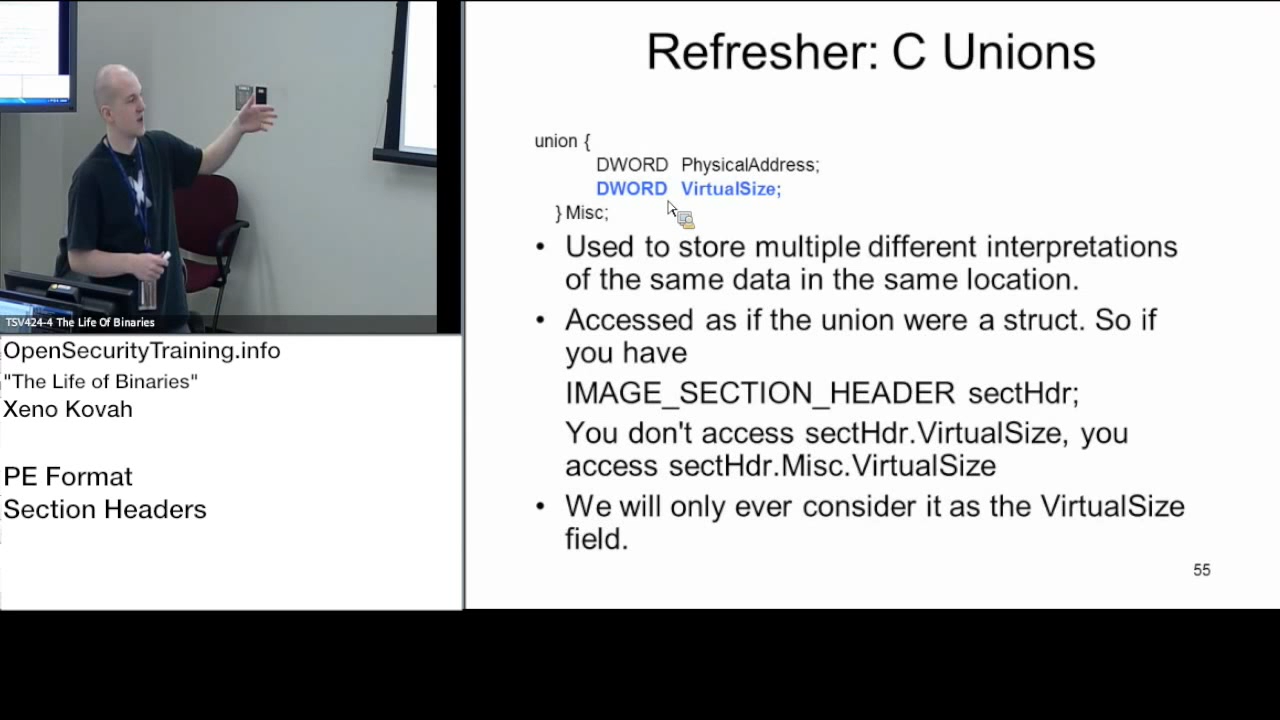 Refresher: C Unions
union {
DWORD PhysicalAddress;
DWORD VirtualSize;
} Misc;
• Used to store multiple different interpretations
of the same data in the same location.
• Accessed as if the union were a struct. So if
you have
IMAGE_SECTION_HEADER sectHdr;
You don't access sectHdr.VirtualSize, you
access sectHdr.Misc.VirtualSize
• We will only ever consider it as the VirtualSize
field.
55
TSV424-4 The Life Of Binaries
OpenSecurityTraining.info
"The Life of Binaries"
Xeno Kovah
PE Format
Section Headers